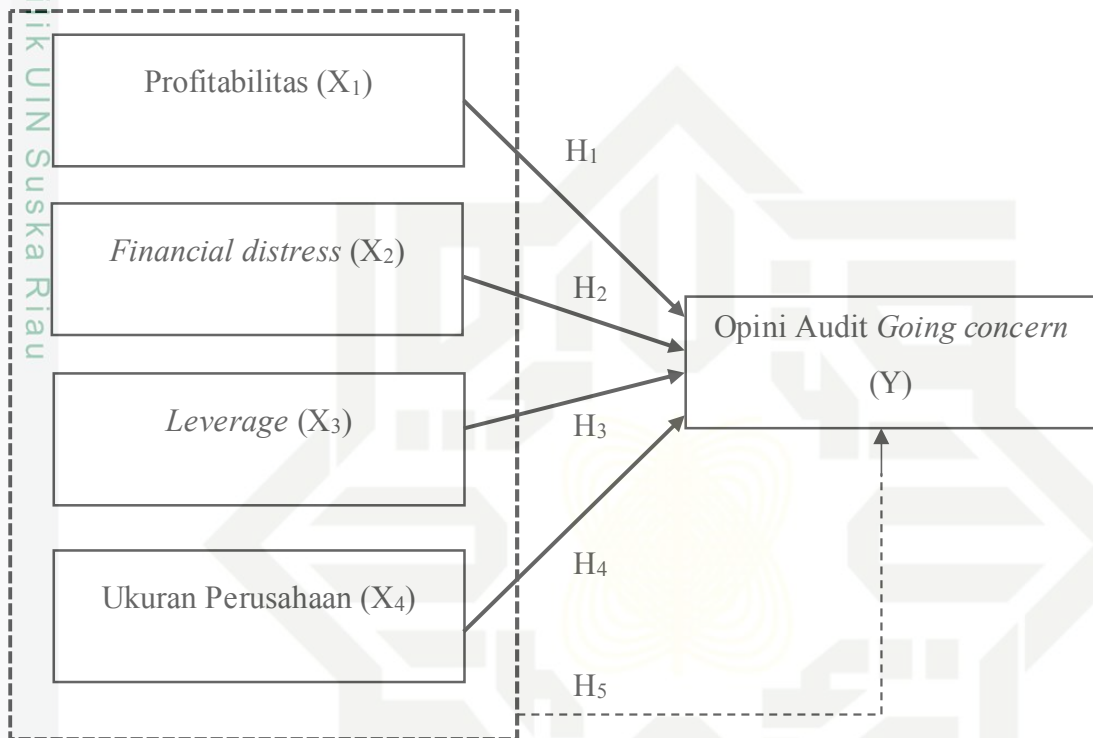 lik UIN Suska Riau
Profitabilitas (X₁)
H₁
Financial distress (X₂)
H₂
Opini Audit Going concern
(Y)
Leverage (X₃)
H₃
H₄
Ukuran Perusahaan (X₄)
H₅